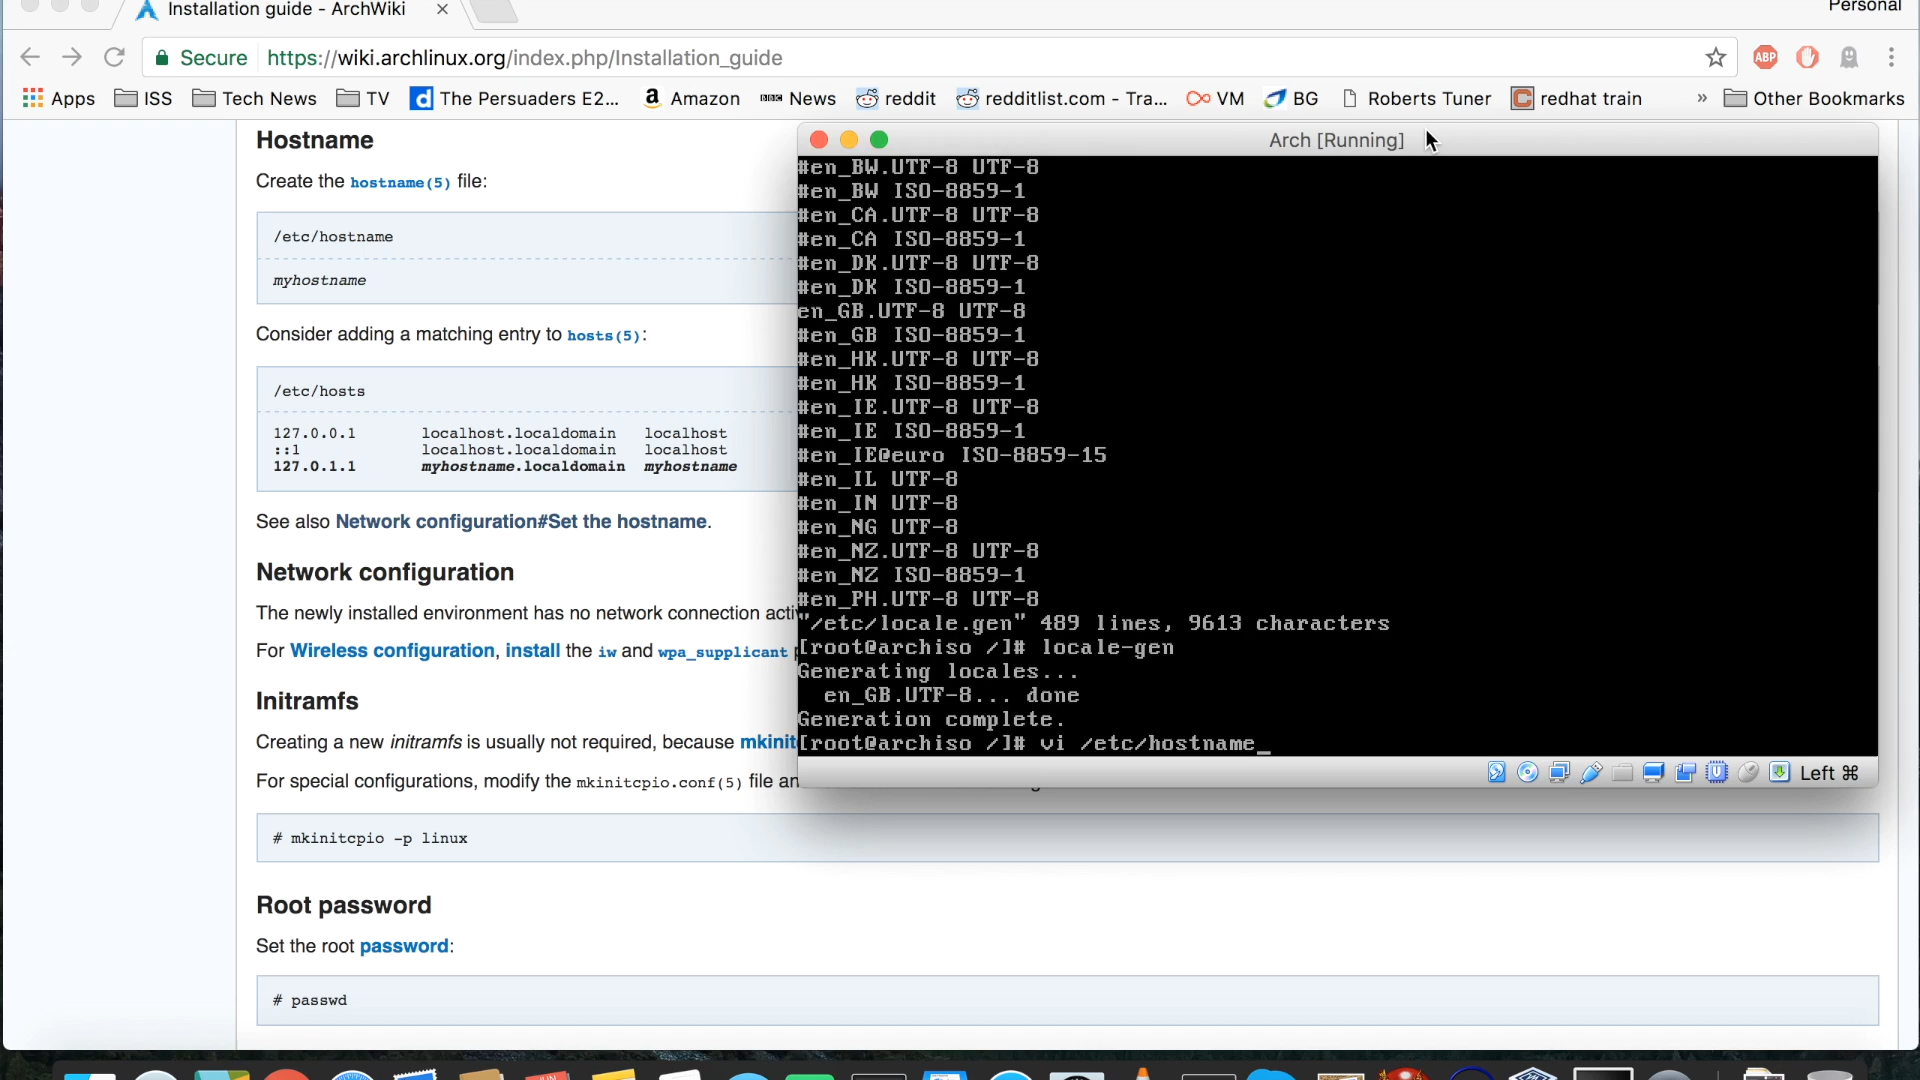 Installation guide - ArchWiki
Personal
Secure https://wiki.archlinux.org/index.php/Installation_guide
ABP
Apps ISS Tech News TV The Persuaders E2... Amazon News reddit redditlist.com - Tra... VM BG Roberts Tuner redhat train » Other Bookmarks
Hostname
Create the hostname(5) file:
/etc/hostname
myhostname
Consider adding a matching entry to hosts(5):
/etc/hosts
127.0.0.1 localhost.localdomain localhost
::1 localhost.localdomain localhost
127.0.1.1 myhostname.localdomain myhostname
See also Network configuration#Set the hostname.
Network configuration
The newly installed environment has no network connection acti
For Wireless configuration, install the iw and wpa_supplicant
Initramfs
Creating a new initramfs is usually not required, because mkinit
For special configurations, modify the mkinitcpio.conf(5) file an
# mkinitcpio -p linux
Root password
Set the root password:
# passwd
Arch [Running]
#en_BW.UTF-8 UTF-8
#en_BW ISO-8859-1
#en_CA.UTF-8 UTF-8
#en_CA ISO-8859-1
#en_DK.UTF-8 UTF-8
#en_DK ISO-8859-1
en_GB.UTF-8 UTF-8
#en_GB ISO-8859-1
#en_HK.UTF-8 UTF-8
#en_HK ISO-8859-1
#en_IE.UTF-8 UTF-8
#en_IE ISO-8859-1
#en_IE@euro ISO-8859-15
#en_IL UTF-8
#en_IN UTF-8
#en_NG UTF-8
#en_NZ.UTF-8 UTF-8
#en_NZ ISO-8859-1
#en_PH.UTF-8 UTF-8
"/etc/locale.gen" 489 lines, 9613 characters
[root@archiso /]# locale-gen
Generating locales...
en_GB.UTF-8... done
Generation complete.
[root@archiso /]# vi /etc/hostname_
Left ⌘